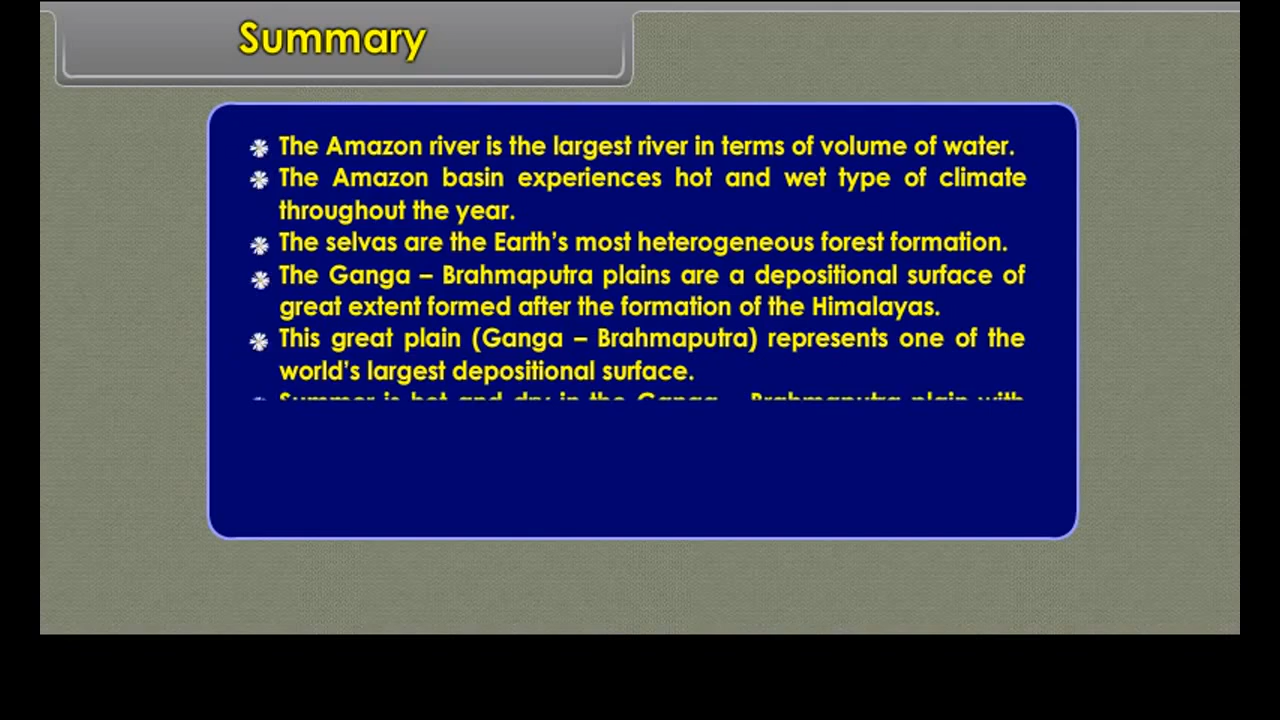 Summary
The Amazon river is the largest river in terms of volume of water.
The Amazon basin experiences hot and wet type of climate
throughout the year.
The selvas are the Earth's most heterogeneous forest formation.
The Ganga – Brahmaputra plains are a depositional surface of
great extent formed after the formation of the Himalayas.
This great plain (Ganga – Brahmaputra) represents one of the
world's largest depositional surface.
Summer is hot and dry in the Ganga – Brahmaputra plain with